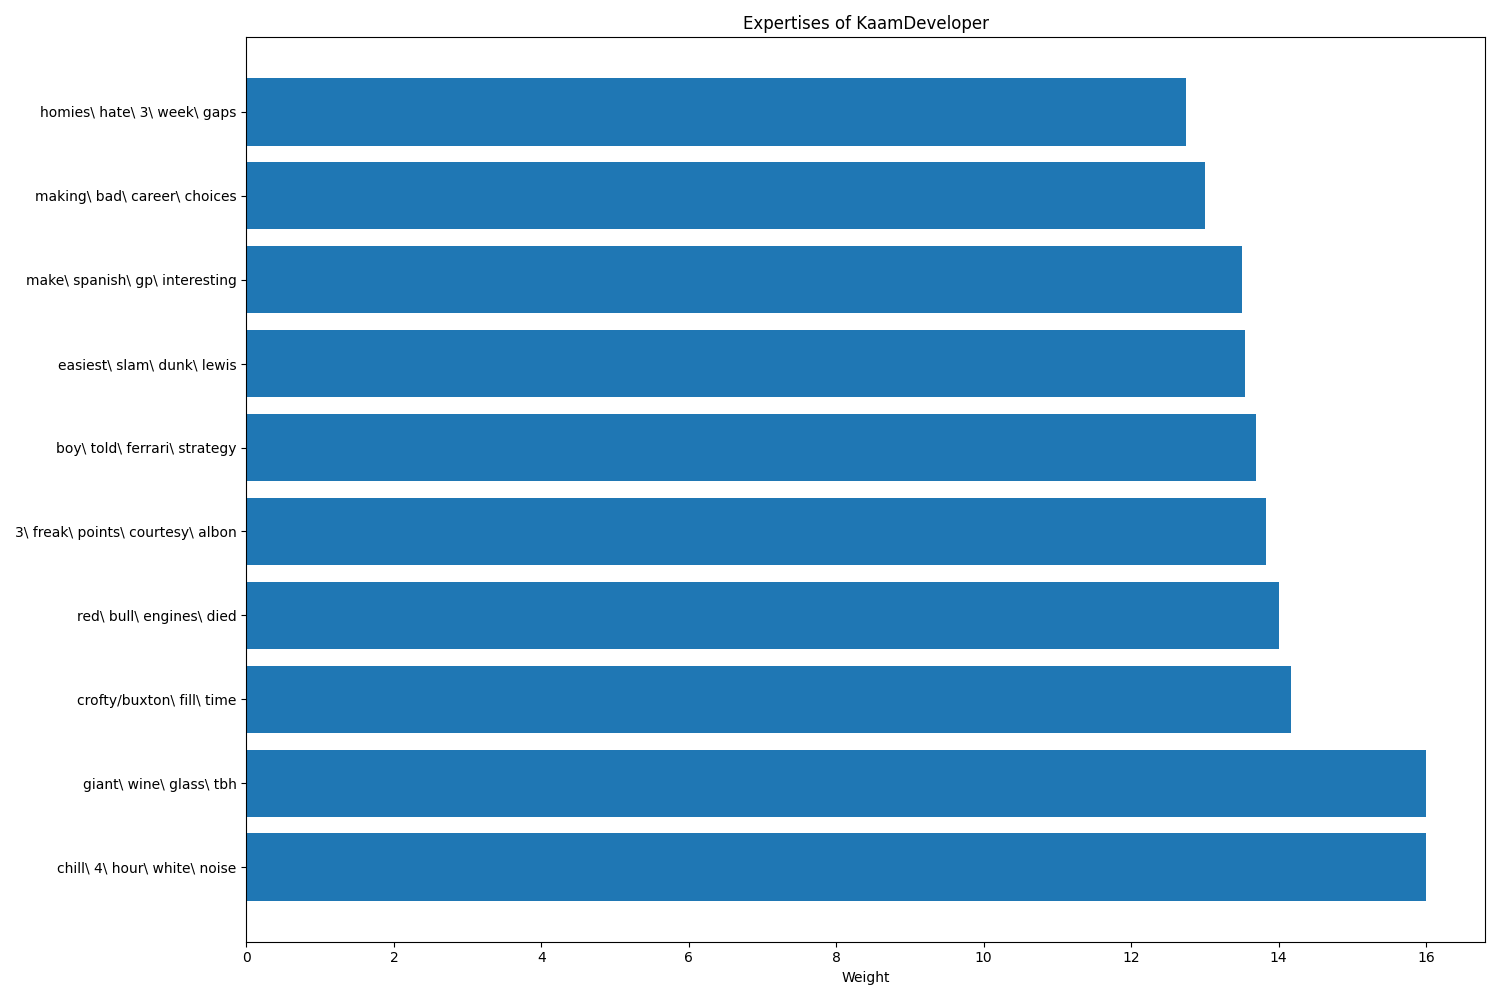 Expertises of KaamDeveloper
homies\ hate\ 3\ week\ gaps
making\ bad\ career\ choices
make\ spanish\ gp\ interesting
easiest\ slam\ dunk\ lewis
boy\ told\ ferrari\ strategy
3\ freak\ points\ courtesy\ albon
red\ bull\ engines\ died
crofty/buxton\ fill\ time
giant\ wine\ glass\ tbh
chill\ 4\ hour\ white\ noise
0 2 4 6 8 10 12 14 16
Weight